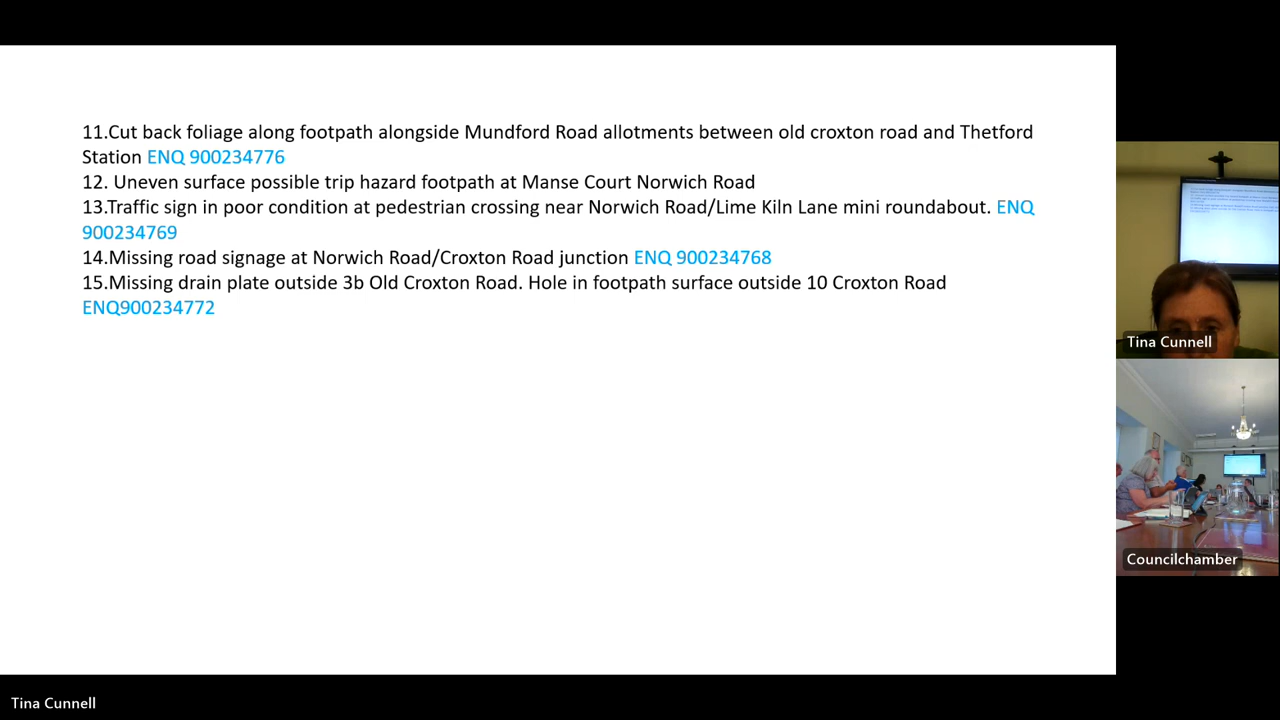 11.Cut back foliage along footpath alongside Mundford Road allotments between old croxton road and Thetford
Station ENQ 900234776
12. Uneven surface possible trip hazard footpath at Manse Court Norwich Road
13.Traffic sign in poor condition at pedestrian crossing near Norwich Road/Lime Kiln Lane mini roundabout. ENQ
900234769
14.Missing road signage at Norwich Road/Croxton Road junction ENQ 900234768
15.Missing drain plate outside 3b Old Croxton Road. Hole in footpath surface outside 10 Croxton Road
ENQ900234772
Tina Cunnell
Councilchamber
Tina Cunnell